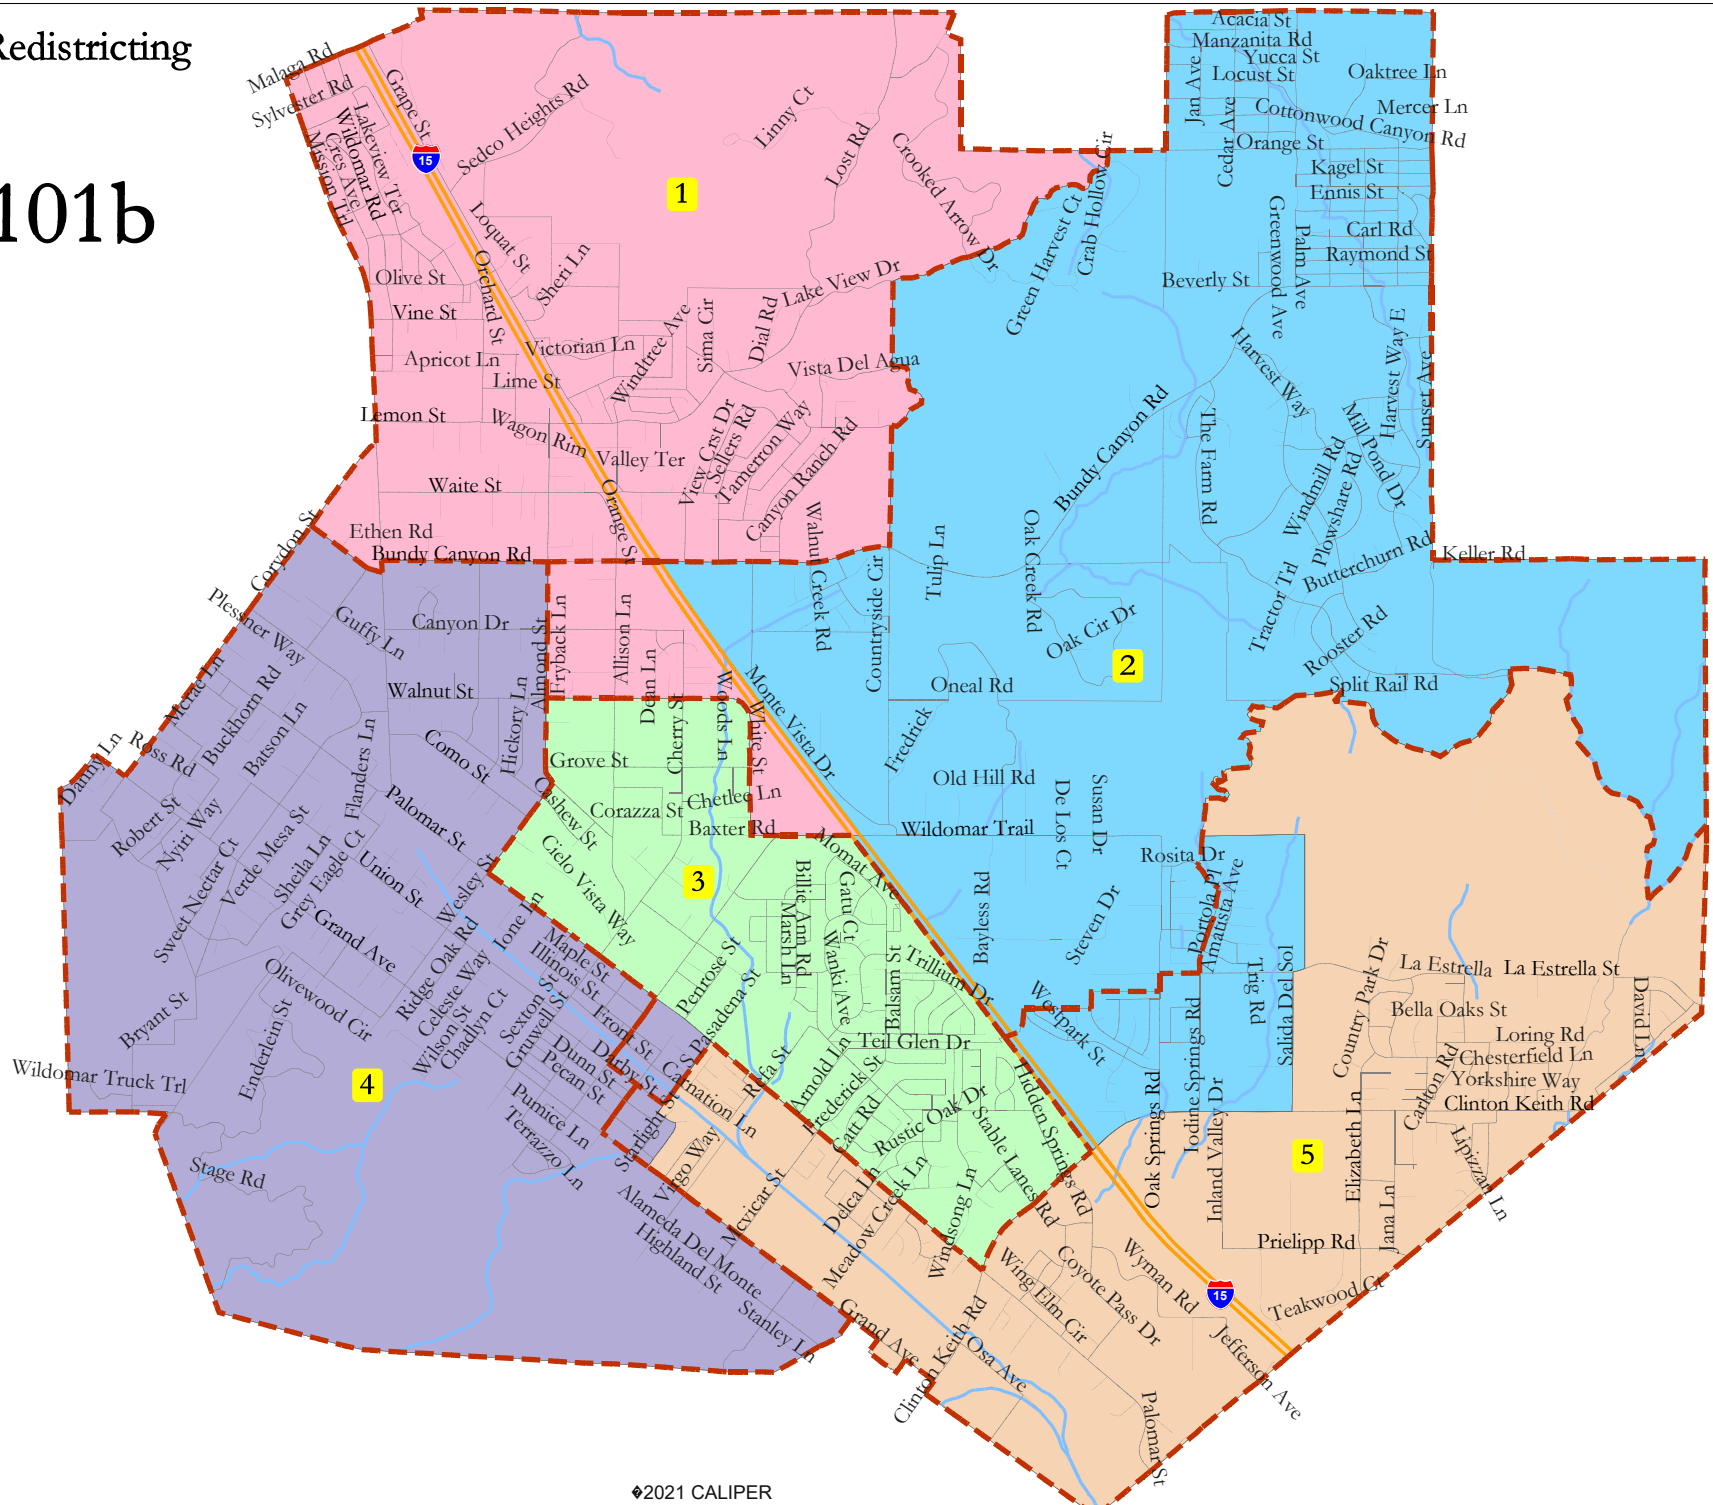 Redistricting
101b
Malaga Rd
Sylvester Rd
Grape St
Lakeview Ter
Wildomar Rd
Cres Ave
Mission Trl
15
Sedco Heights Rd
Linny Ct
Lost Rd
Crooked Arrow Dr
1
Loquat St
Sheri Ln
Orchard St
Olive St
Vine St
Apricot Ln
Victorian Ln
Lime St
Lemon St
Wagon Rim
Windtree Ave
Sima Cir
Dial Rd
Lake View Dr
Vista Del Agua
Valley Ter
View Crst Dr
Sellers Rd
Tamerron Way
Canyon Ranch Rd
Waite St
Orange St
Ethen Rd
Bundy Canyon Rd
Corydon St
Acacia St
Manzanita Rd
Yucca St
Locust St
Oaktree Ln
Jan Ave
Cedar Ave
Mercer Ln
Cottonwood Canyon Rd
Orange St
Kagel St
Ennis St
Carl Rd
Raymond St
Greenwood Ave
Palm Ave
Beverly St
Green Harvest Ct
Crab Hollow Cir
Harvest Way
Harvest Way E
Sunset Ave
Mill Pond Dr
Bundy Canyon Rd
The Farm Rd
Windmill Rd
Plowshare Rd
Butterchurn Rd
Tractor Trl
Rooster Rd
Keller Rd
Split Rail Rd
Walnut Creek Rd
Countryside Cir
Tulip Ln
Oak Creek Rd
Oak Cir Dr
2
Oneal Rd
Fredrick
Old Hill Rd
De Los Ct
Susan Dr
Wildomar Trail
Monte Vista Dr
White St
Rosita Dr
Portola Pl
Amatista Ave
Bayless Rd
Steven Dr
Tirig Rd
Salida Del Sol
Westpark St
Iodine Springs Rd
Inland Valley Dr
Oak Springs Rd
Plessner Way
Guffy Ln
Canyon Dr
Walnut St
Almond St
Fryback Ln
Allison Ln
Dean Ln
Cherry St
Woods Ln
Mcrae Ln
Buckhorn Rd
Batson Ln
Hickory Ln
Danny Ln
Ross Rd
Flanders Ln
Como St
Palomar St
Robert St
Nyiri Way
Sweet Nectar Ct
Verde Mesa St
Sheila Ln
Grey Eagle Ct
Union St
Wesley St
Grand Ave
Ridge Oak Rd
Ione Ln
Olivewood Cir
Celeste Way
Wilson St
Chadlyn Ct
Bryant St
Enderlein St
Wildomar Truck Trl
4
Stage Rd
Maple St
Illinois St
Sexton St
Gruwell St
Front St
Darby St
Dunn St
Pecan St
Pumice Ln
Terrazzo Ln
Starlight St
Alameda Del Monte
Highland St
Stanley Ln
Grove St
Cashew St
Corazza St
Chetlee Ln
Baxter Rd
Cielo Vista Way
3
Momat Ave
Billie Ann Rd
Marsh Ln
Gatu Ct
Wanki Ave
Balsam St
Trillium Dr
Penrose St
S Pasadena St
Teil Glen Dr
Refa St
Arnold Ln
Frederick St
Catt Rd
Rustic Oak Dr
Stable Lanes Rd
Hidden Springs Rd
Windsong Ln
Carnation Ln
Virgo Way
Mcvicar St
Delca Ln
Meadow Creek Ln
Grand Ave
Clinton Keith Rd
Osa Ave
Wing Elm Cir
Coyote Pass Dr
Wyman Rd
15
Jefferson Ave
Palomar St
Teakwood Ct
Prielipp Rd
Jana Ln
Elizabeth Ln
5
Country Park Dr
La Estrella
La Estrella St
Bella Oaks St
Loring Rd
Chesterfield Ln
Yorkshire Way
Clinton Keith Rd
Carlton Rd
Lipizzan Ln
David Ln
�2021 CALIPER